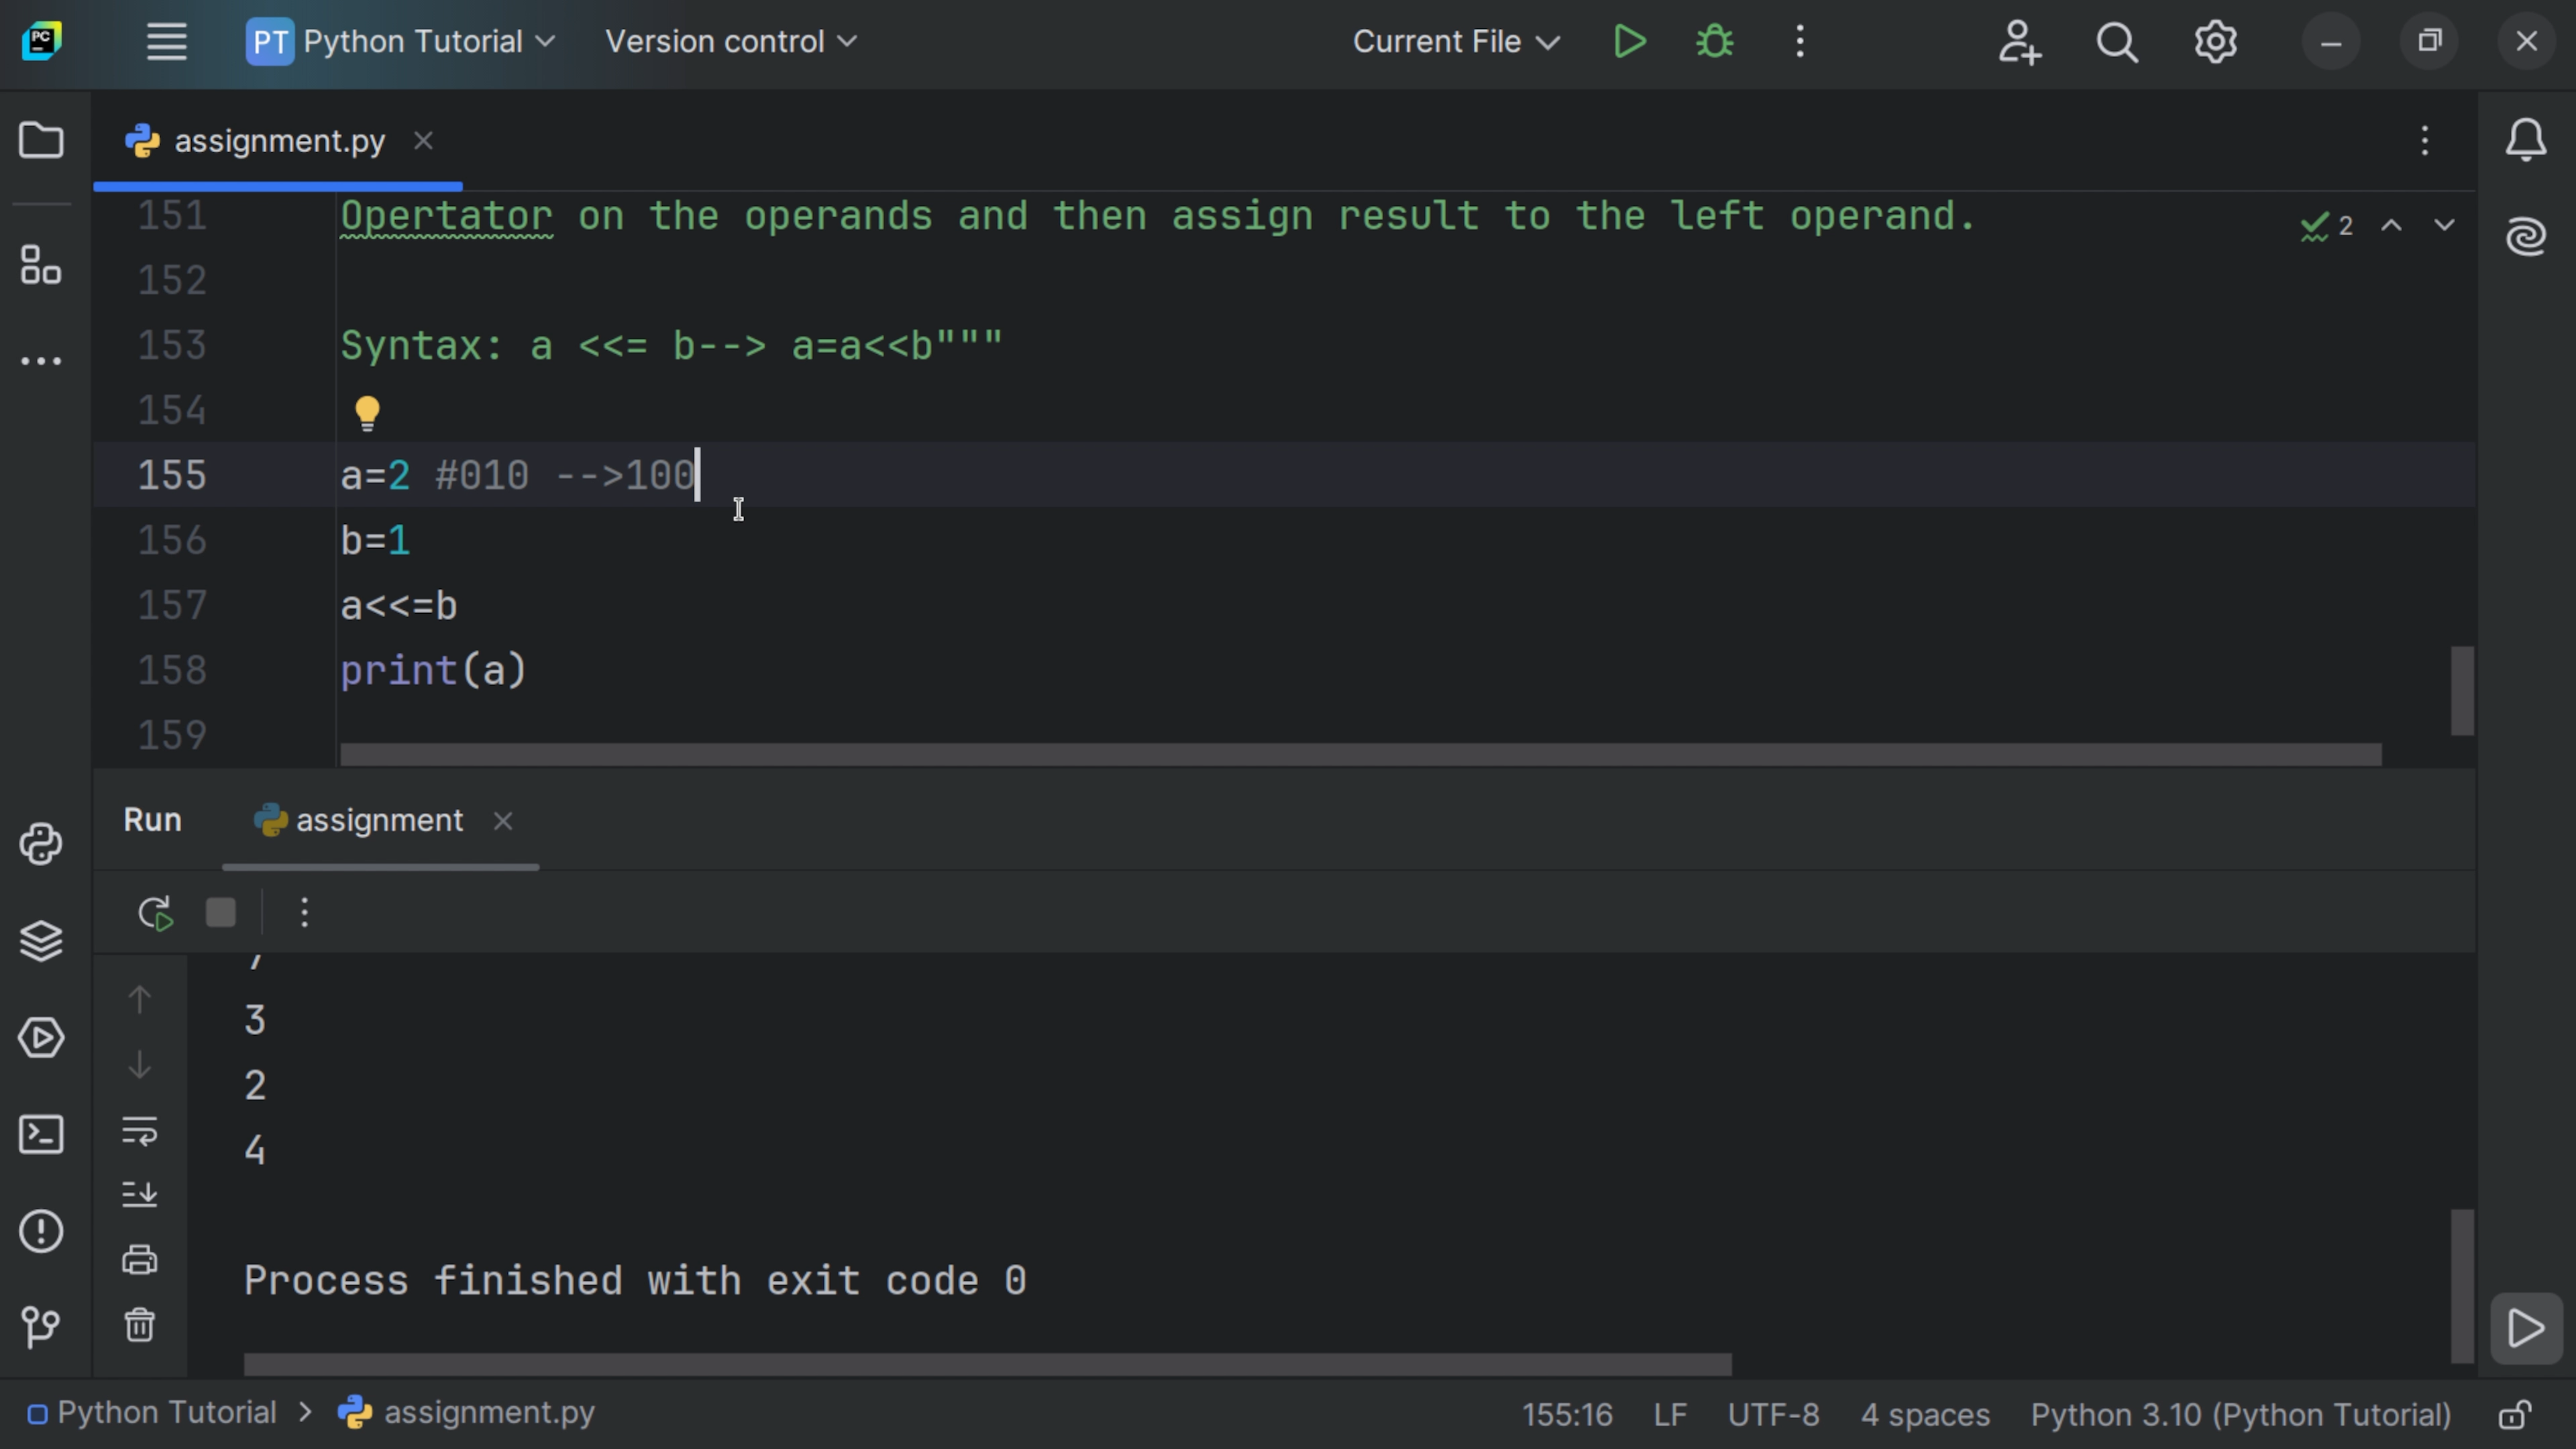 PC
PT Python Tutorial
Version control
Current File
assignment.py
2
151 Opertator on the operands and then assign result to the left operand.
152
153 Syntax: a <<= b--> a=a<<b"""
154
155 a=2 #010 -->100
156 b=1
157 a<<=b
158 print(a)
159
Run
assignment
3
2
4
Process finished with exit code 0
Python Tutorial > assignment.py
155:16 LF UTF-8 4 spaces Python 3.10 (Python Tutorial)